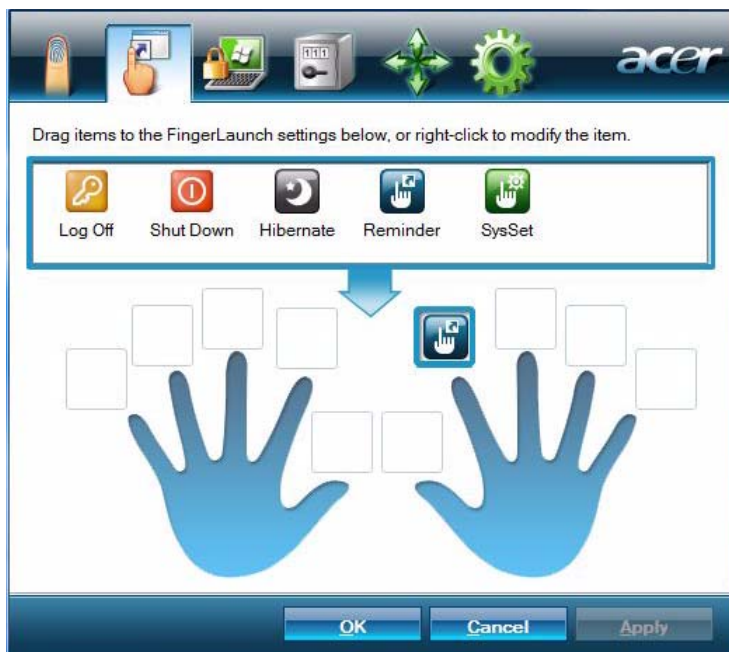 111
acer
Drag items to the FingerLaunch settings below, or right-click to modify the item.
Log Off Shut Down Hibernate Reminder SysSet
OK Cancel Apply